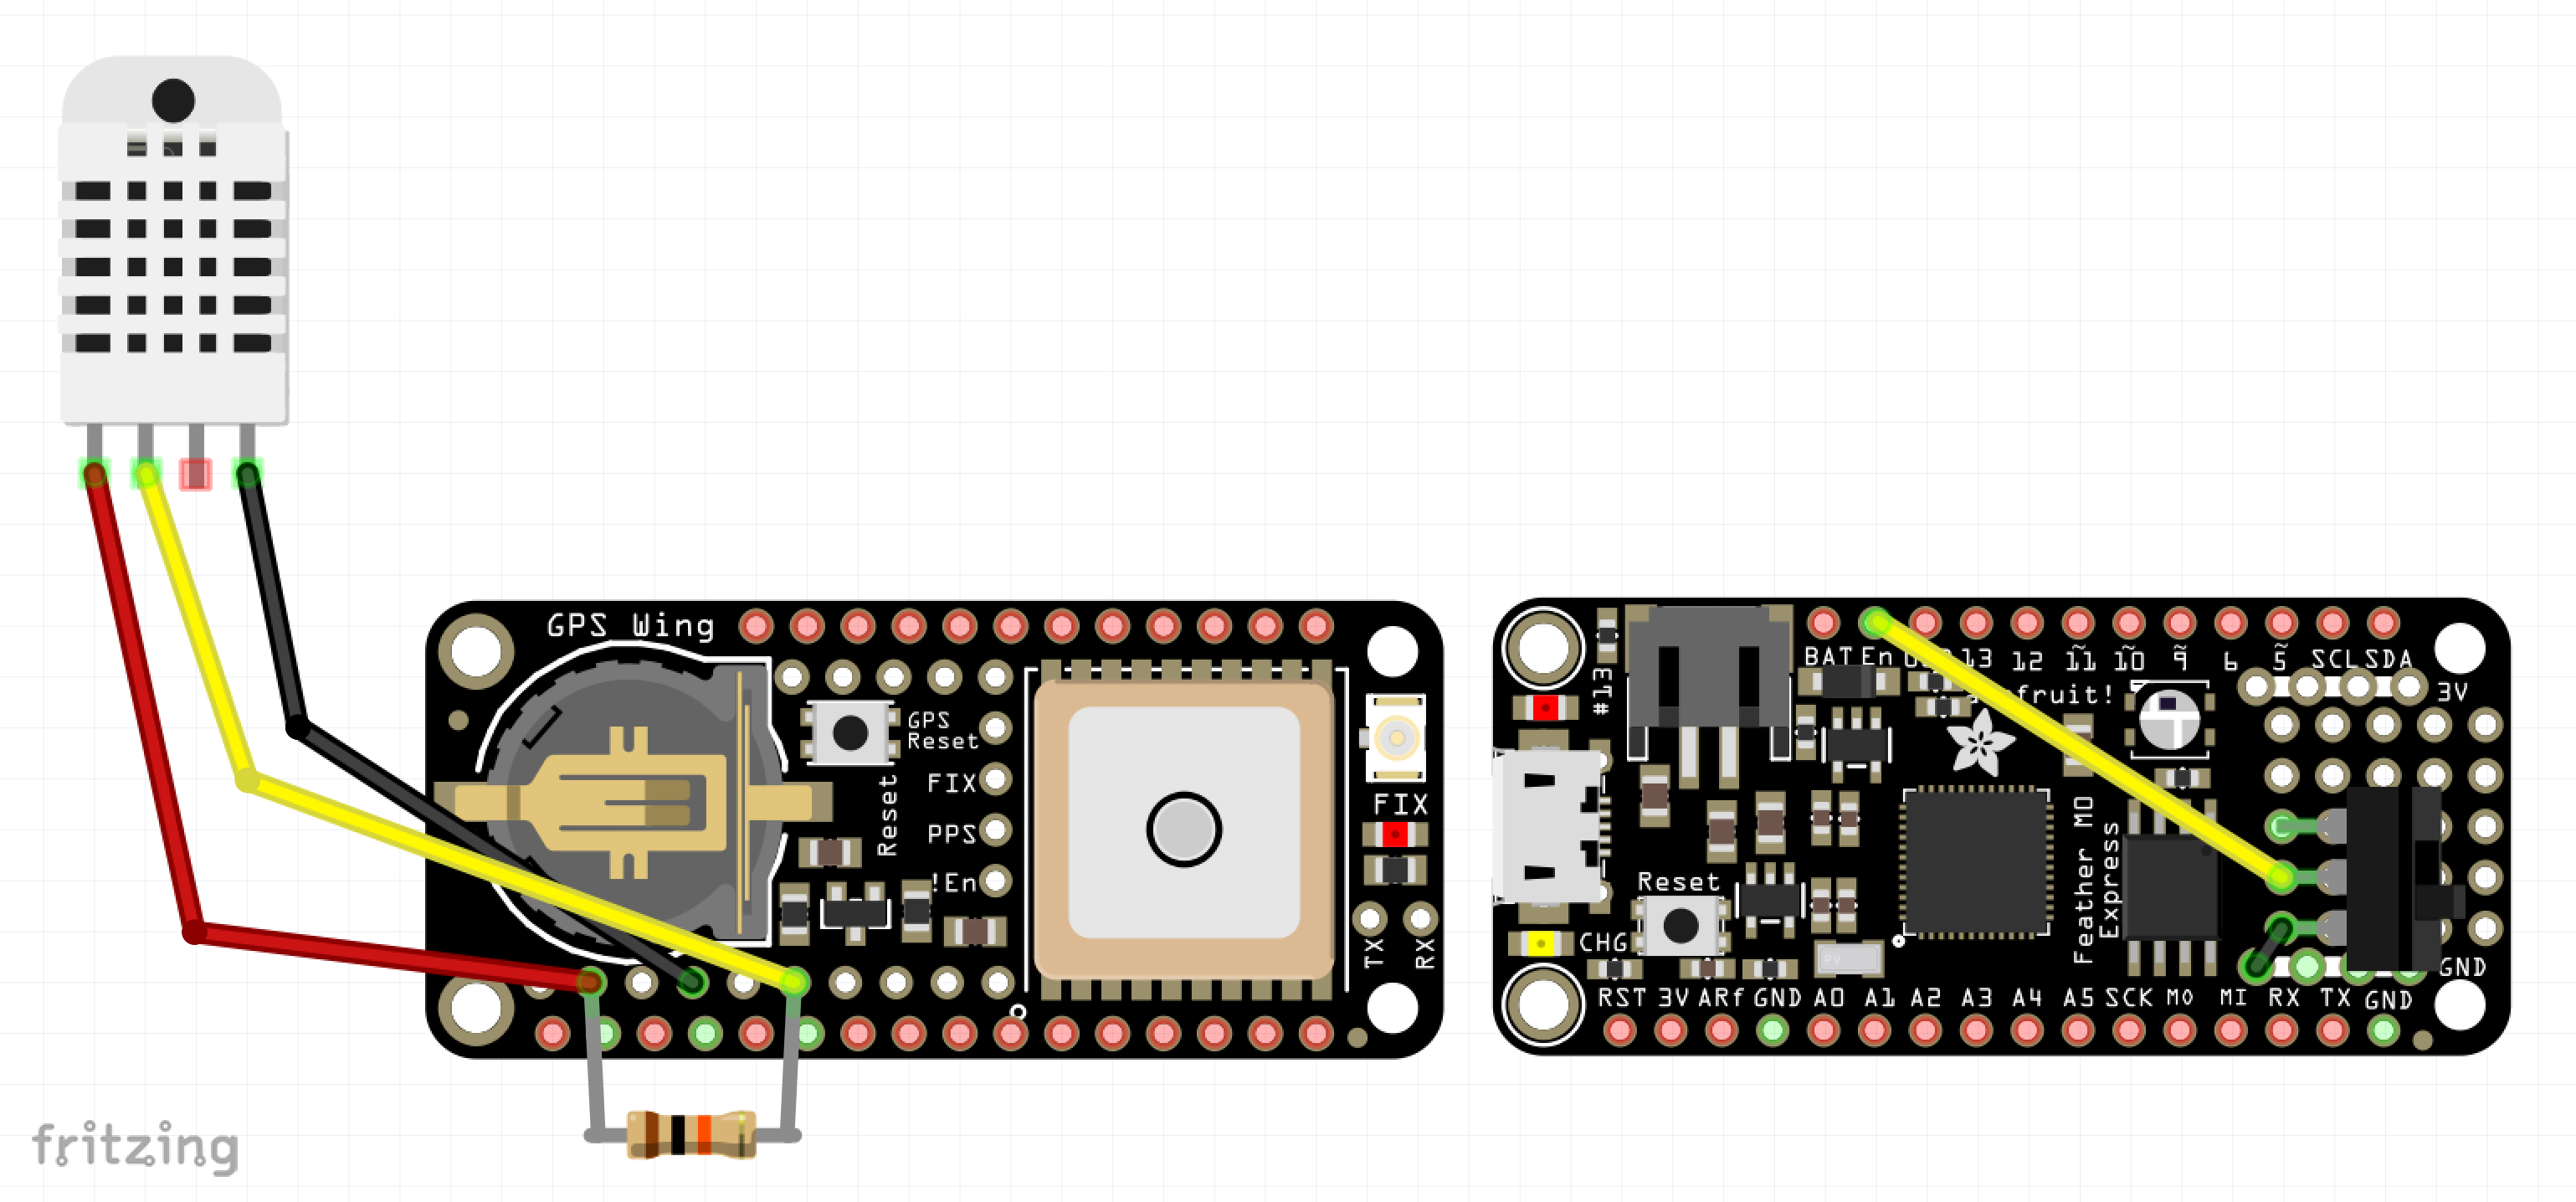 GPS Wing
GPS
Reset
FIX
PPS
!En
Reset
FIX
TX
RX
#13
BAT En 13 12 11 10 9 6 5 SCL SDA
3V
fruit!
Feather M0
Express
Reset
CHG
GND
RST 3V ARf GND A0 A1 A2 A3 A4 A5 SCK MO MI RX TX GND
fritzing